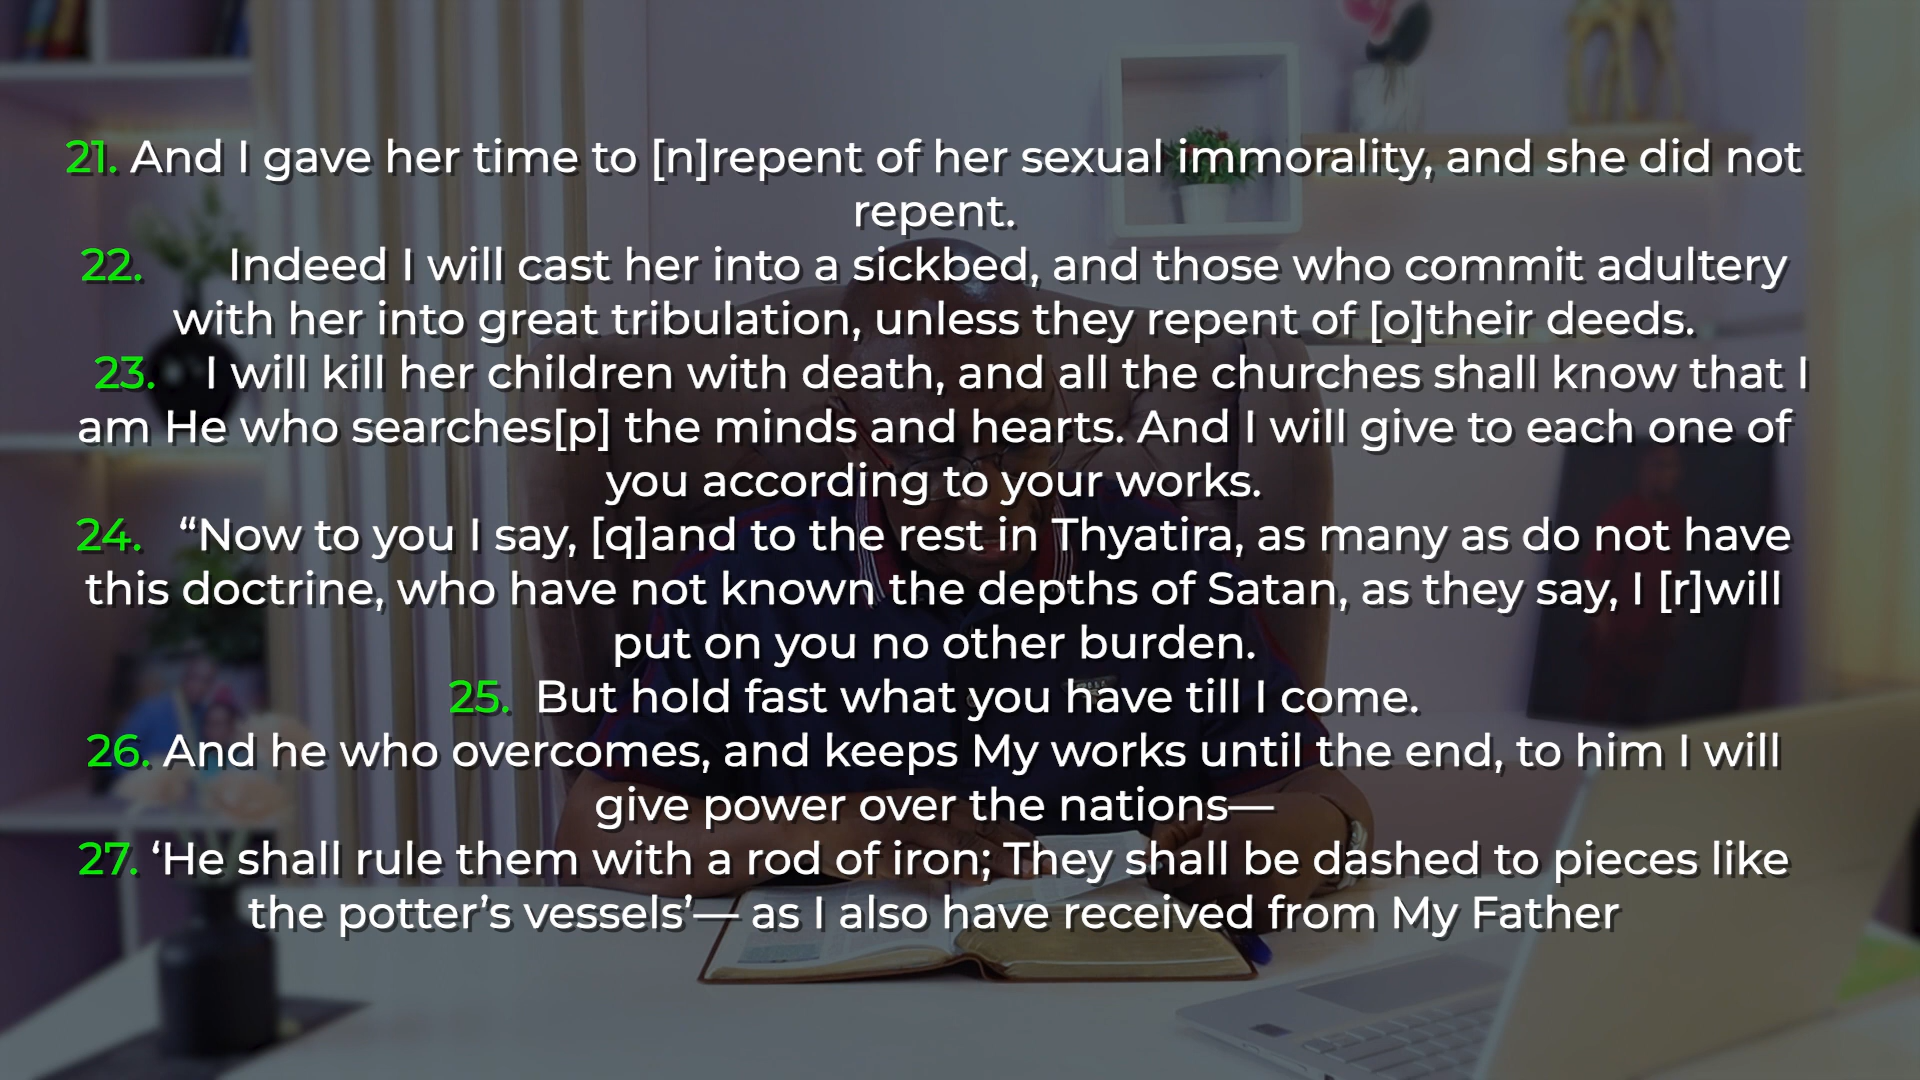 21. And I gave her time to [n]repent of her sexual immorality, and she did not
repent.
22. Indeed I will cast her into a sickbed, and those who commit adultery
with her into great tribulation, unless they repent of [o]their deeds.
23. I will kill her children with death, and all the churches shall know that I
am He who searches[p] the minds and hearts. And I will give to each one of
you according to your works.
24. “Now to you I say, [q]and to the rest in Thyatira, as many as do not have
this doctrine, who have not known the depths of Satan, as they say, I [r]will
put on you no other burden.
25. But hold fast what you have till I come.
26. And he who overcomes, and keeps My works until the end, to him I will
give power over the nations—
27. ‘He shall rule them with a rod of iron; They shall be dashed to pieces like
the potter’s vessels’— as I also have received from My Father